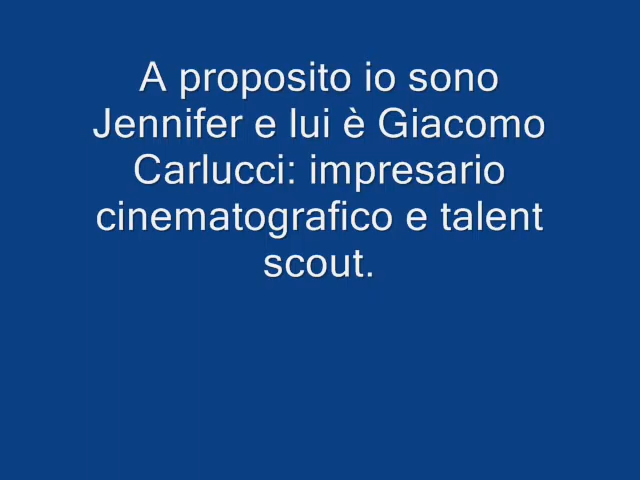 A proposito io sono
Jennifer e lui è Giacomo
Carlucci: impresario
cinematografico e talent
scout.